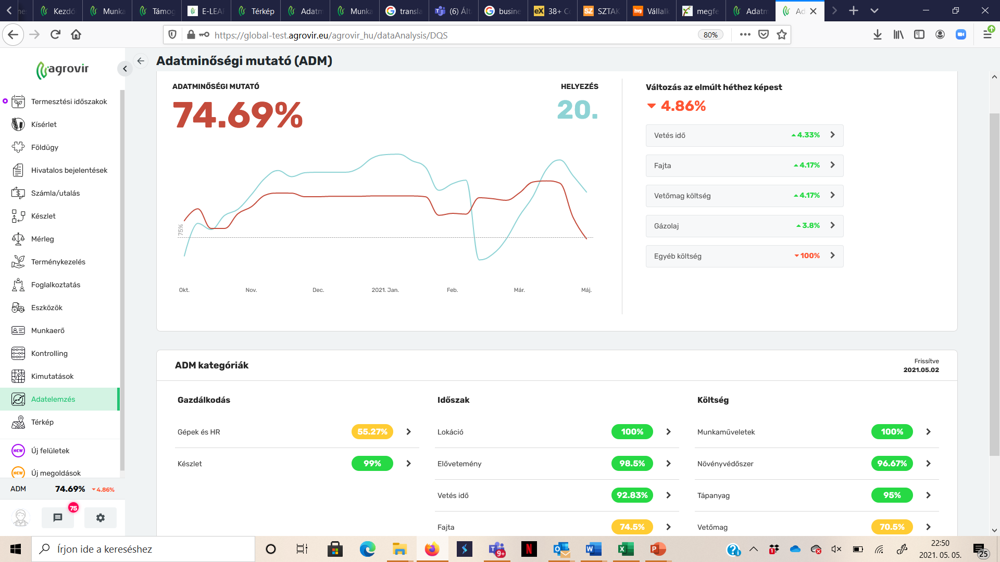 Kezdő
Munka
Támog
E-LEA
Térkép
Adatm
Munka
transla
(6) Ált
busine
38+ C
SZTAK
Vállalk
megfe
Adatm
Ad
https://global-test.agrovir.eu/agrovir_hu/dataAnalysis/DQS
80%
agrovir
Termesztési időszakok
Kísérlet
Földügy
Hivatalos bejelentések
Számla/utalás
Készlet
Mérleg
Terménykezelés
Foglalkoztatás
Eszközök
Munkaerő
Kontrolling
Kimutatások
Adatelemzés
Térkép
NEW Új felületek
NEW Új megoldások
ADM 74.69% 4.86%
75
Adatminőségi mutató (ADM)
ADATMINŐSÉGI MUTATÓ
74.69%
HELYEZÉS
20.
75%
Okt. Nov. Dec. 2021. Jan. Feb. Már. Máj.
Változás az elmúlt héthez képest
4.86%
Vetés idő 4.33%
Fajta 4.17%
Vetőmag költség 4.17%
Gázolaj 3.8%
Egyéb költség 100%
ADM kategóriák
Frissítve
2021.05.02
Gazdálkodás
Gépek és HR 55.27%
Készlet 99%
Időszak
Lokáció 100%
Elővetemény 98.5%
Vetés idő 92.83%
Fajta 74.5%
Költség
Munkaműveletek 100%
Növényvédőszer 96.67%
Tápanyag 95%
Vetőmag 70.5%
Írjon ide a kereséshez
9+
1
22:50
2021. 05. 05.
25